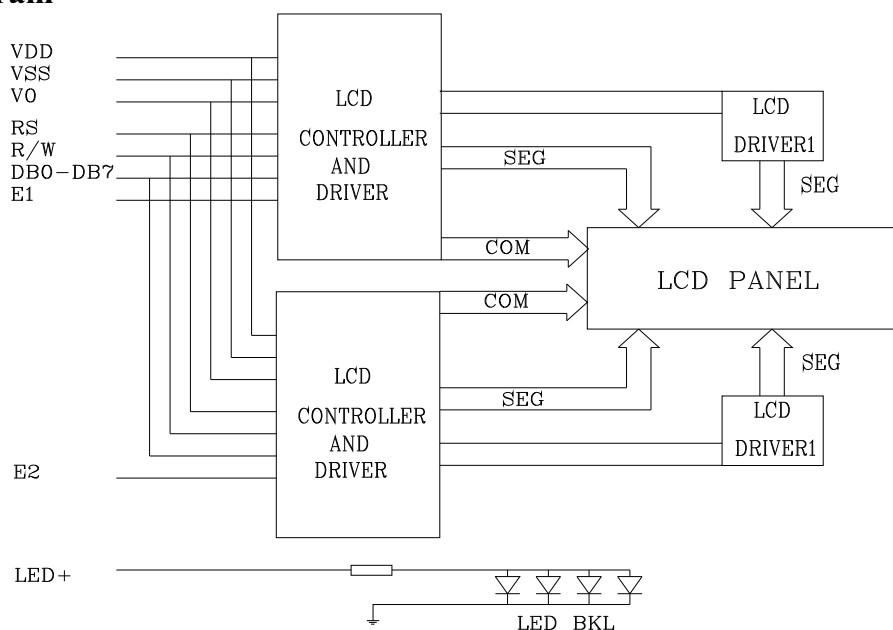 VDD
VSS
V0
RS
R/W
DB0-DB7
E1
LCD
CONTROLLER
AND
DRIVER
SEG
COM
LCD
DRIVER1
SEG
LCD PANEL
COM
LCD
CONTROLLER
AND
DRIVER
SEG
SEG
LCD
DRIVER1
E2
LED+
LED BKL